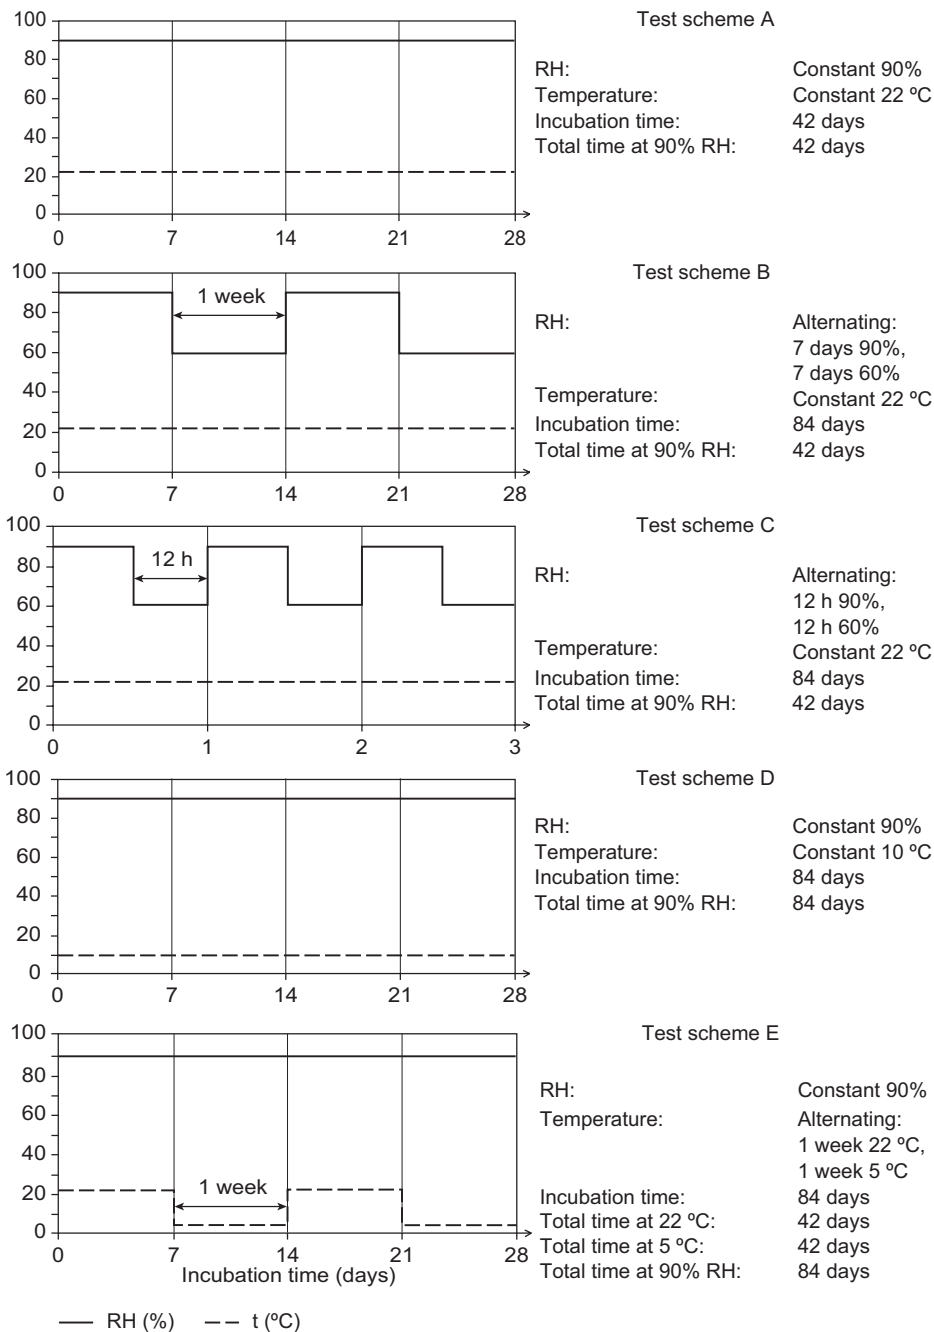 Test scheme A
100
80
60
40
20
0
0 7 14 21 28
RH: Constant 90%
Temperature: Constant 22 ºC
Incubation time: 42 days
Total time at 90% RH: 42 days
Test scheme B
100
80
60
40
20
0
1 week
0 7 14 21 28
RH: Alternating:
7 days 90%,
7 days 60%
Temperature: Constant 22 ºC
Incubation time: 84 days
Total time at 90% RH: 42 days
Test scheme C
100
80
60
40
20
0
12 h
0 1 2 3
RH: Alternating:
12 h 90%,
12 h 60%
Temperature: Constant 22 ºC
Incubation time: 84 days
Total time at 90% RH: 42 days
Test scheme D
100
80
60
40
20
0
0 7 14 21 28
RH: Constant 90%
Temperature: Constant 10 ºC
Incubation time: 84 days
Total time at 90% RH: 84 days
Test scheme E
100
80
60
40
20
0
1 week
0 7 14 21 28
Incubation time (days)
RH: Constant 90%
Temperature: Alternating:
1 week 22 ºC,
1 week 5 ºC
Incubation time: 84 days
Total time at 22 ºC: 42 days
Total time at 5 ºC: 42 days
Total time at 90% RH: 84 days
RH (%) t (ºC)